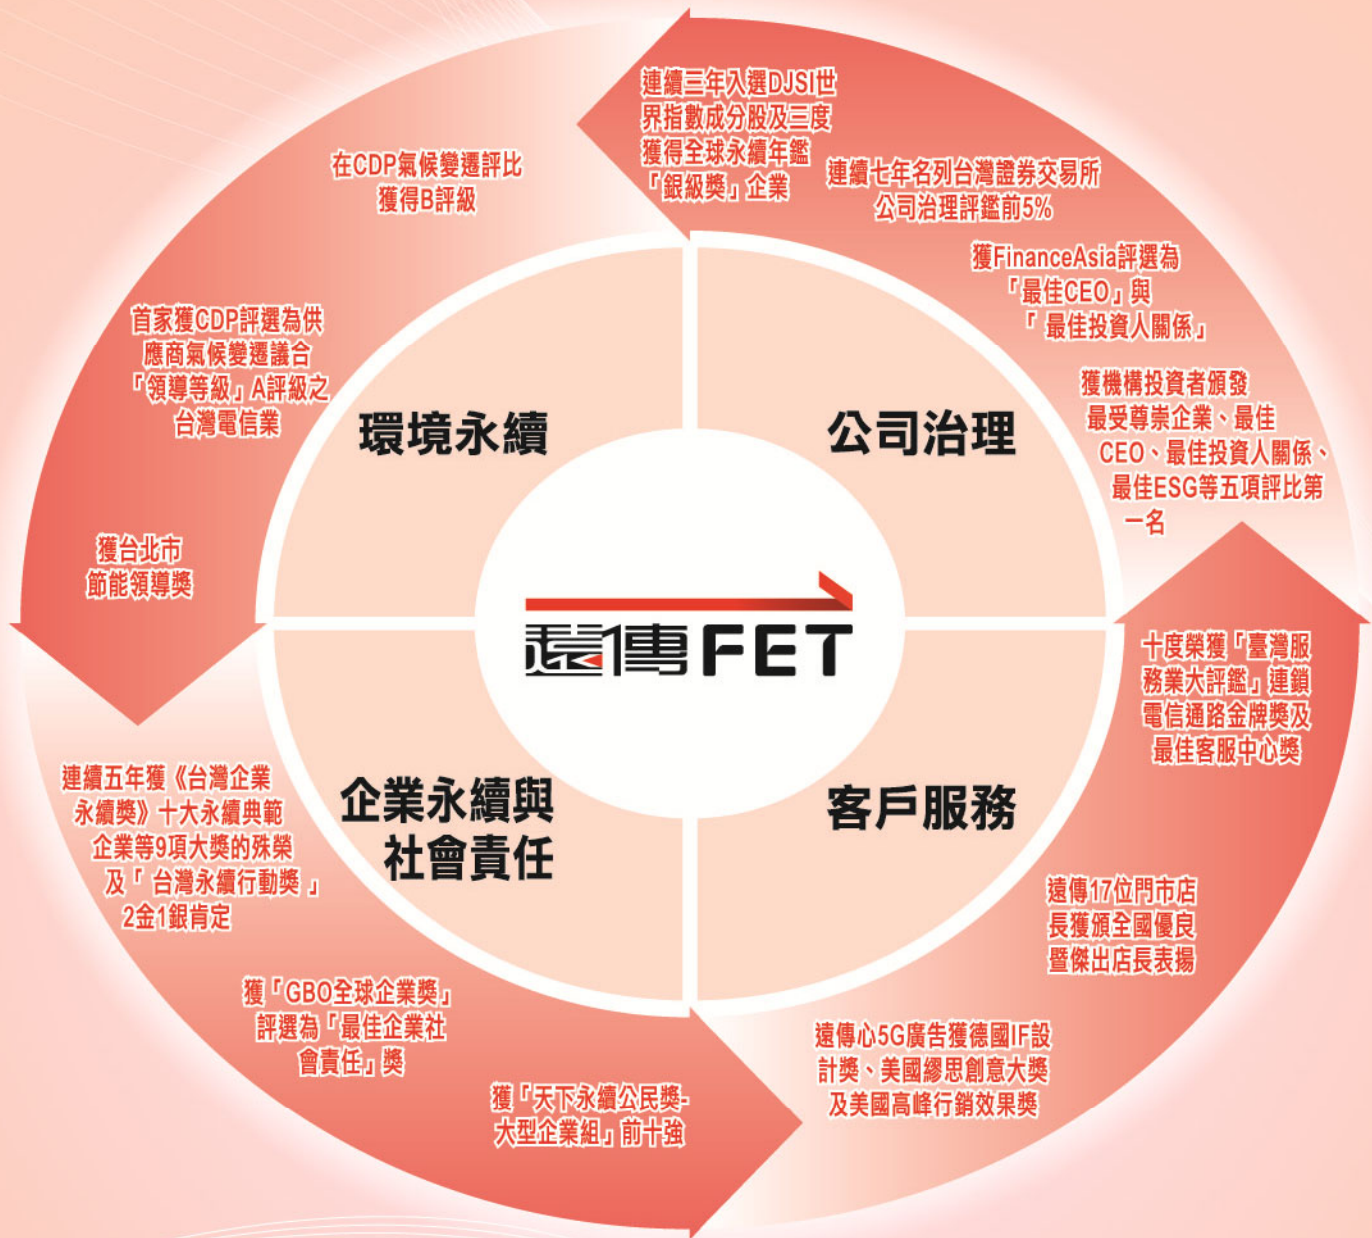 連續三年入選DJSI世
界指數成分股及三度
獲得全球永續年鑑
「銀級獎」企業
連續七年名列台灣證券交易所
公司治理評鑑前5%
獲FinanceAsia評選為
「最佳CEO」與
「 最佳投資人關係」
獲機構投資者頒發
最受尊崇企業、最佳
CEO、最佳投資人關係、
最佳ESG等五項評比第
一名
在CDP氣候變遷評比
獲得B評級
首家獲CDP評選為供
應商氣候變遷議合
「領導等級」A評級之
台灣電信業
獲台北市
節能領導獎
環境永續
公司治理
遠傳FET
企業永續與
社會責任
客戶服務
連續五年獲《台灣企業
永續獎》十大永續典範
企業等9項大獎的殊榮
及「 台灣永續行動獎 」
2金1銀肯定
獲「GBO全球企業獎」
評選為「最佳企業社
會責任」獎
獲「天下永續公民獎-
大型企業組」前十強
遠傳心5G廣告獲德國IF設
計獎、美國繆思創意大獎
及美國高峰行銷效果獎
遠傳17位門市店
長獲頒全國優良
暨傑出店長表揚
十度榮獲「臺灣服
務業大評鑑」連鎖
電信通路金牌獎及
最佳客服中心獎